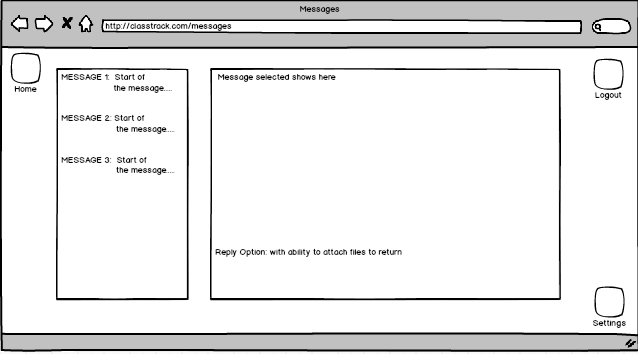 Messages
http://classtrack.com/messages
Home
MESSAGE 1: Start of
the message....
MESSAGE 2: Start of
the message....
MESSAGE 3: Start of
the message....
Message selected shows here
Reply Option: with ability to attach files to return
Logout
Settings